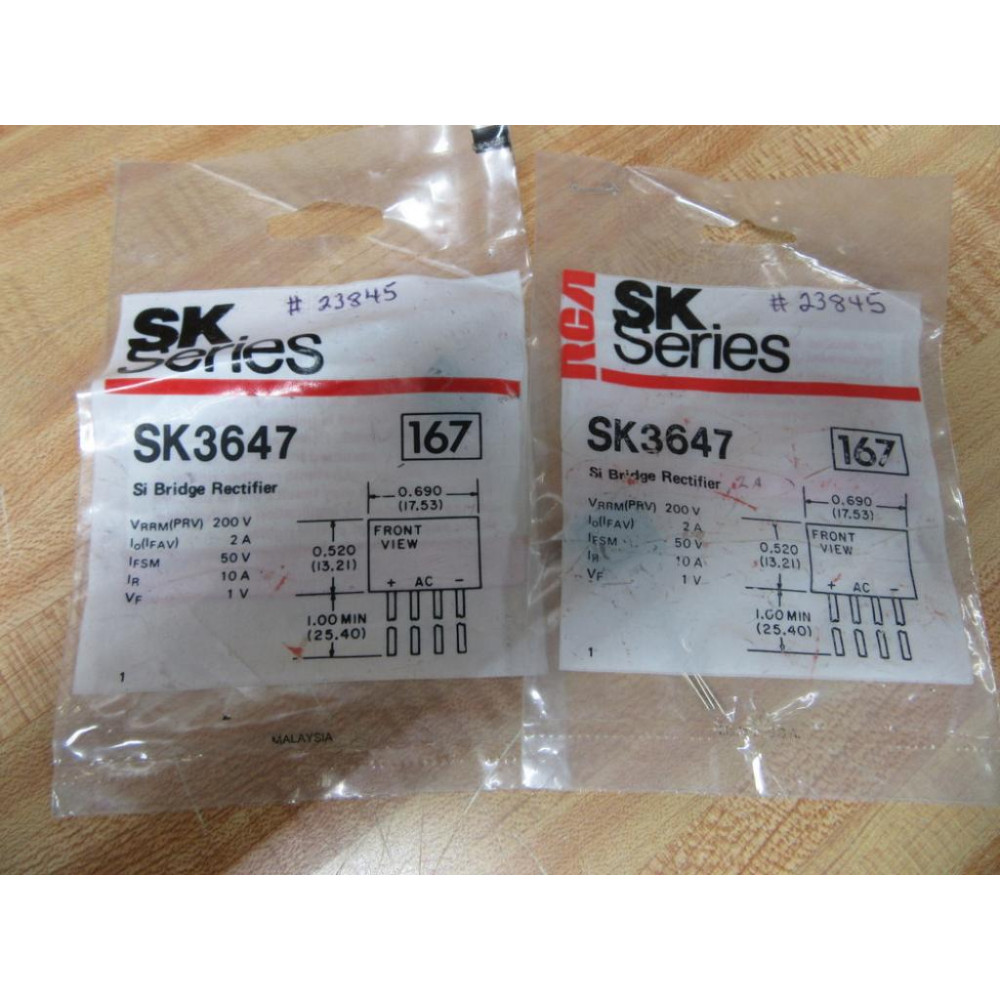 # 23845
SK
Series
SK3647
167
Si Bridge Rectifier
VRRM(PRV) 200 V
Io(IFAV) 2 A
IFSM 50 V
IR 10 A
VF 1 V
0.690
(17.53)
FRONT
VIEW
0.520
(13.21)
+ AC -
1.00 MIN
(25.40)
1
MALAYSIA
RCA
# 23845
SK
Series
SK3647
167
Si Bridge Rectifier 2A
VRRM(PRV) 200 V
Io(IFAV) 2 A
IFSM 50 V
IR 10 A
VF 1 V
0.690
(17.53)
FRONT
VIEW
0.520
(13.21)
+ AC -
1.00 MIN
(25.40)
1